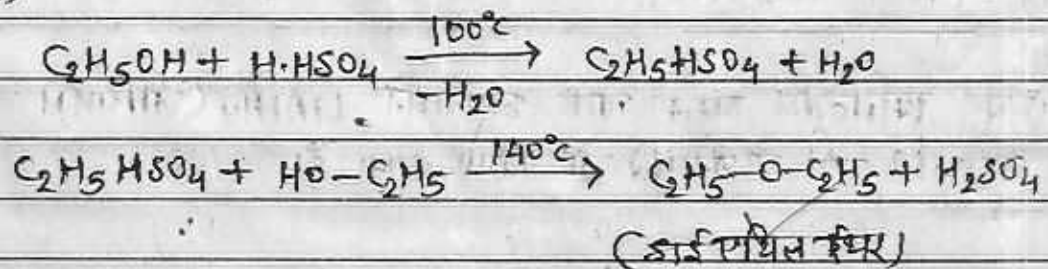 C₂H₅OH + H·HSO₄ —100°C / -H₂O→ C₂H₅HSO₄ + H₂O
C₂H₅HSO₄ + HO-C₂H₅ —140°C→ C₂H₅-O-C₂H₅ + H₂SO₄
(डाई एथिल ईथर)